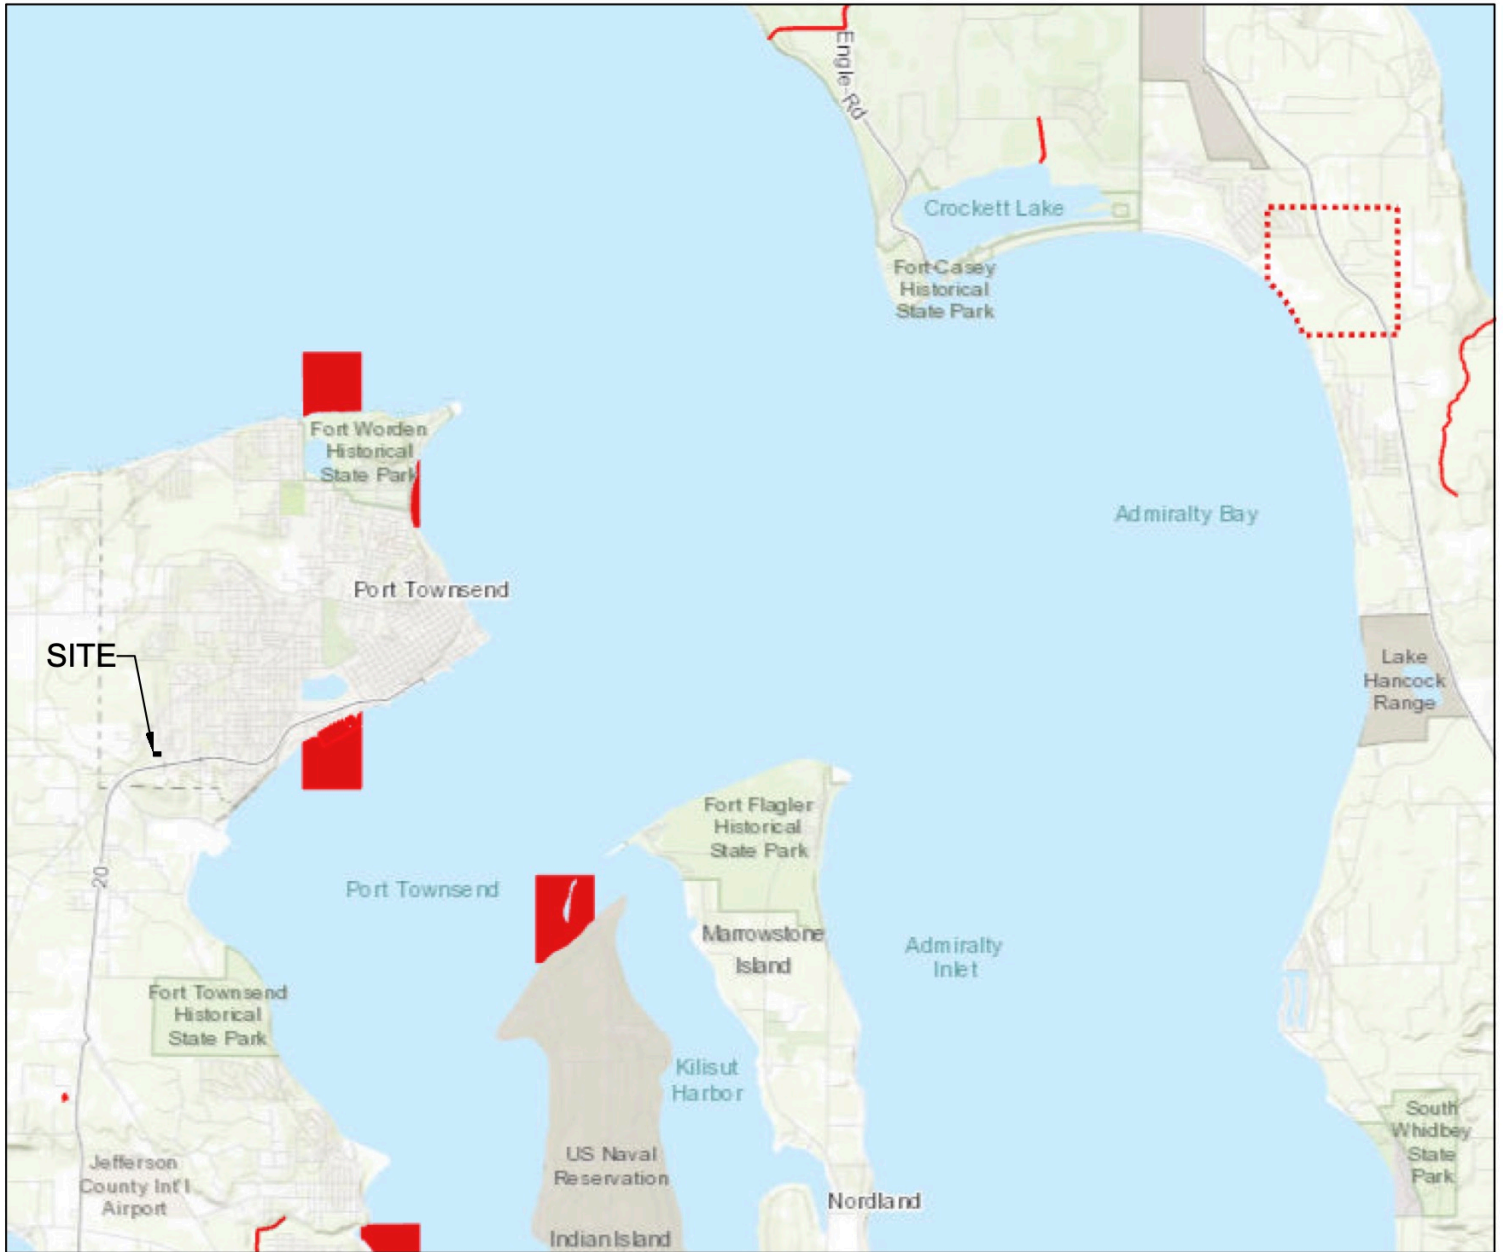 Engle Rd
Crockett Lake
Fort Casey
Historical
State Park
Fort Worden
Historical
State Park
Admiralty Bay
Port Townsend
SITE
Lake
Hancock
Range
Fort Flagler
Historical
State Park
20
Port Townsend
Marrowstone
Island
Admiralty
Inlet
Fort Townsend
Historical
State Park
Kilisut
Harbor
South
Whidbey
State
Park
US Naval
Reservation
Jefferson
County Int'l
Airport
Nordland
Indian Island